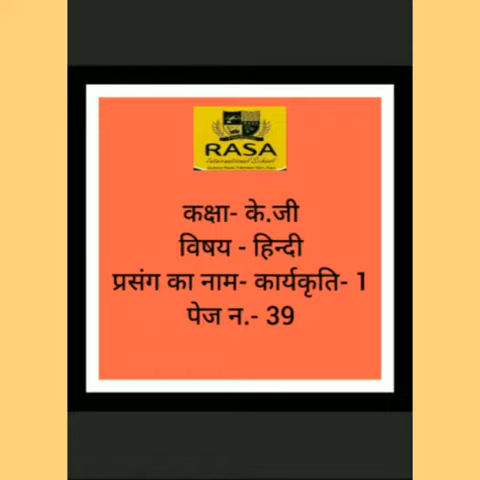 RASA
International School
कक्षा- के.जी
विषय - हिन्दी
प्रसंग का नाम- कार्यकृति- 1
पेज न.- 39